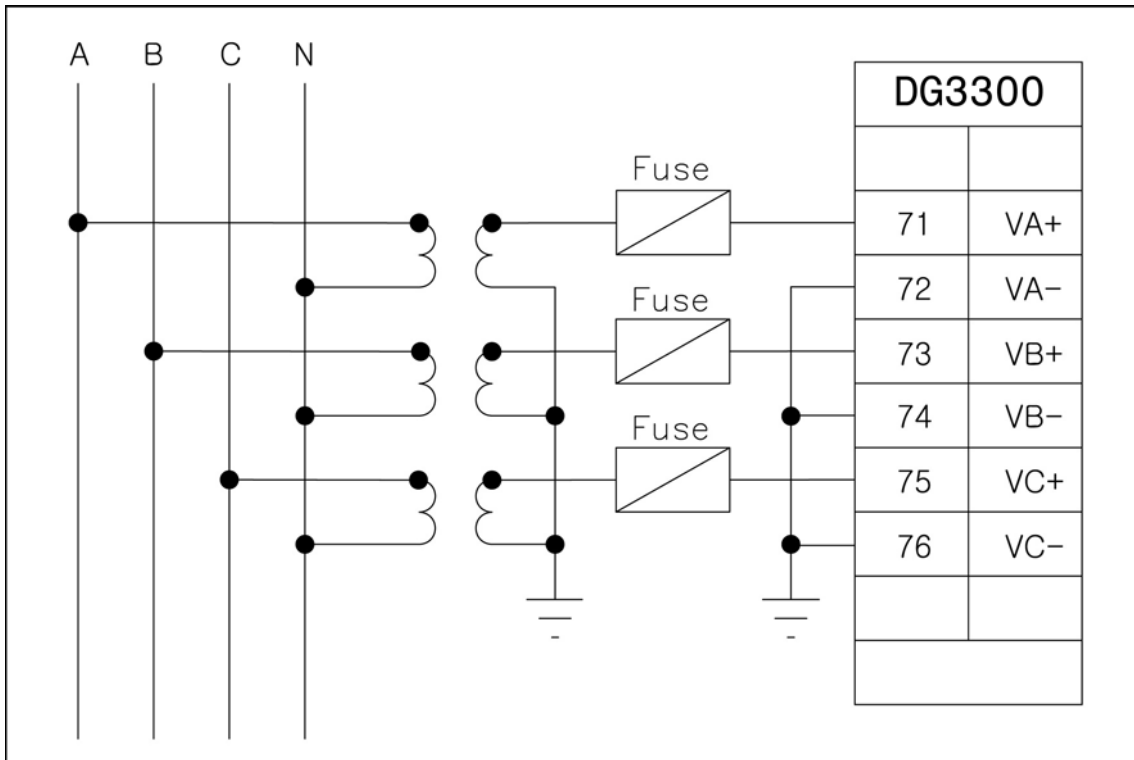 A B C N
DG3300
Fuse
71 VA+
72 VA-
Fuse
73 VB+
74 VB-
Fuse
75 VC+
76 VC-